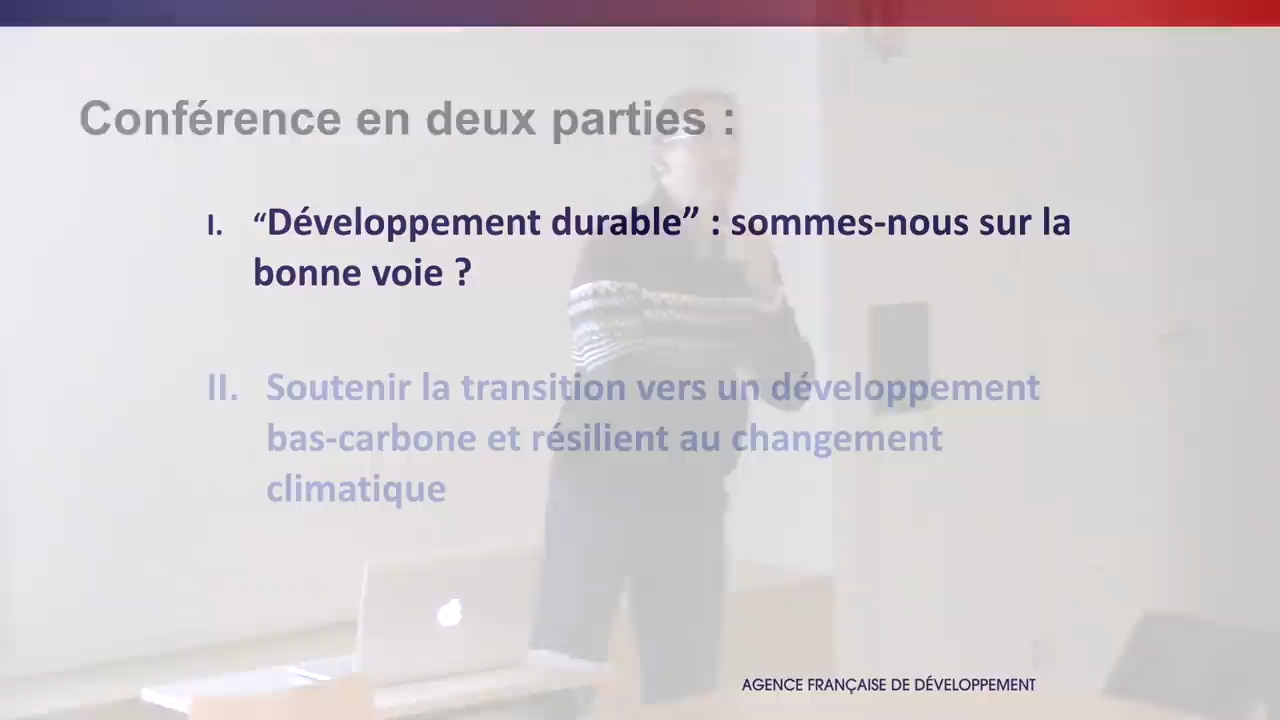 Conférence en deux parties :
I. “Développement durable” : sommes-nous sur la
bonne voie ?
II. Soutenir la transition vers un développement
bas-carbone et résilient au changement
climatique
AGENCE FRANÇAISE DE DÉVELOPPEMENT